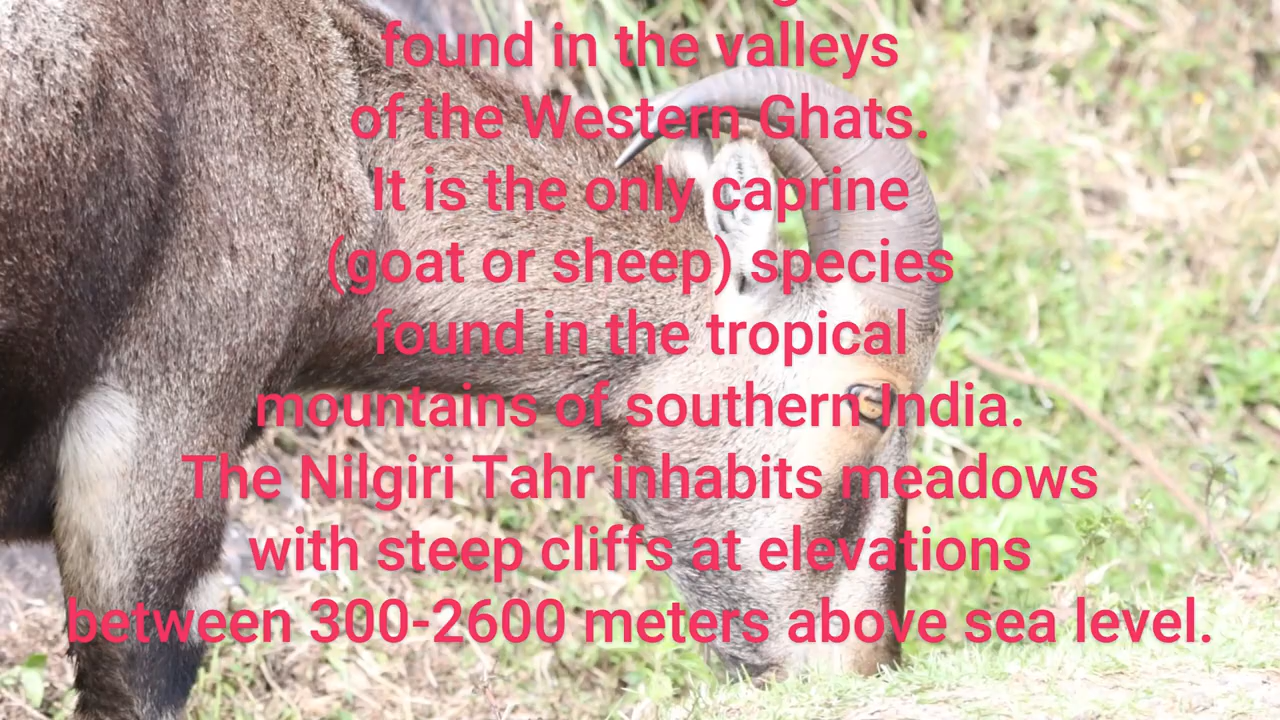 found in the valleys
of the Western Ghats.
It is the only caprine
(goat or sheep) species
found in the tropical
mountains of southern India.
The Nilgiri Tahr inhabits meadows
with steep cliffs at elevations
between 300-2600 meters above sea level.